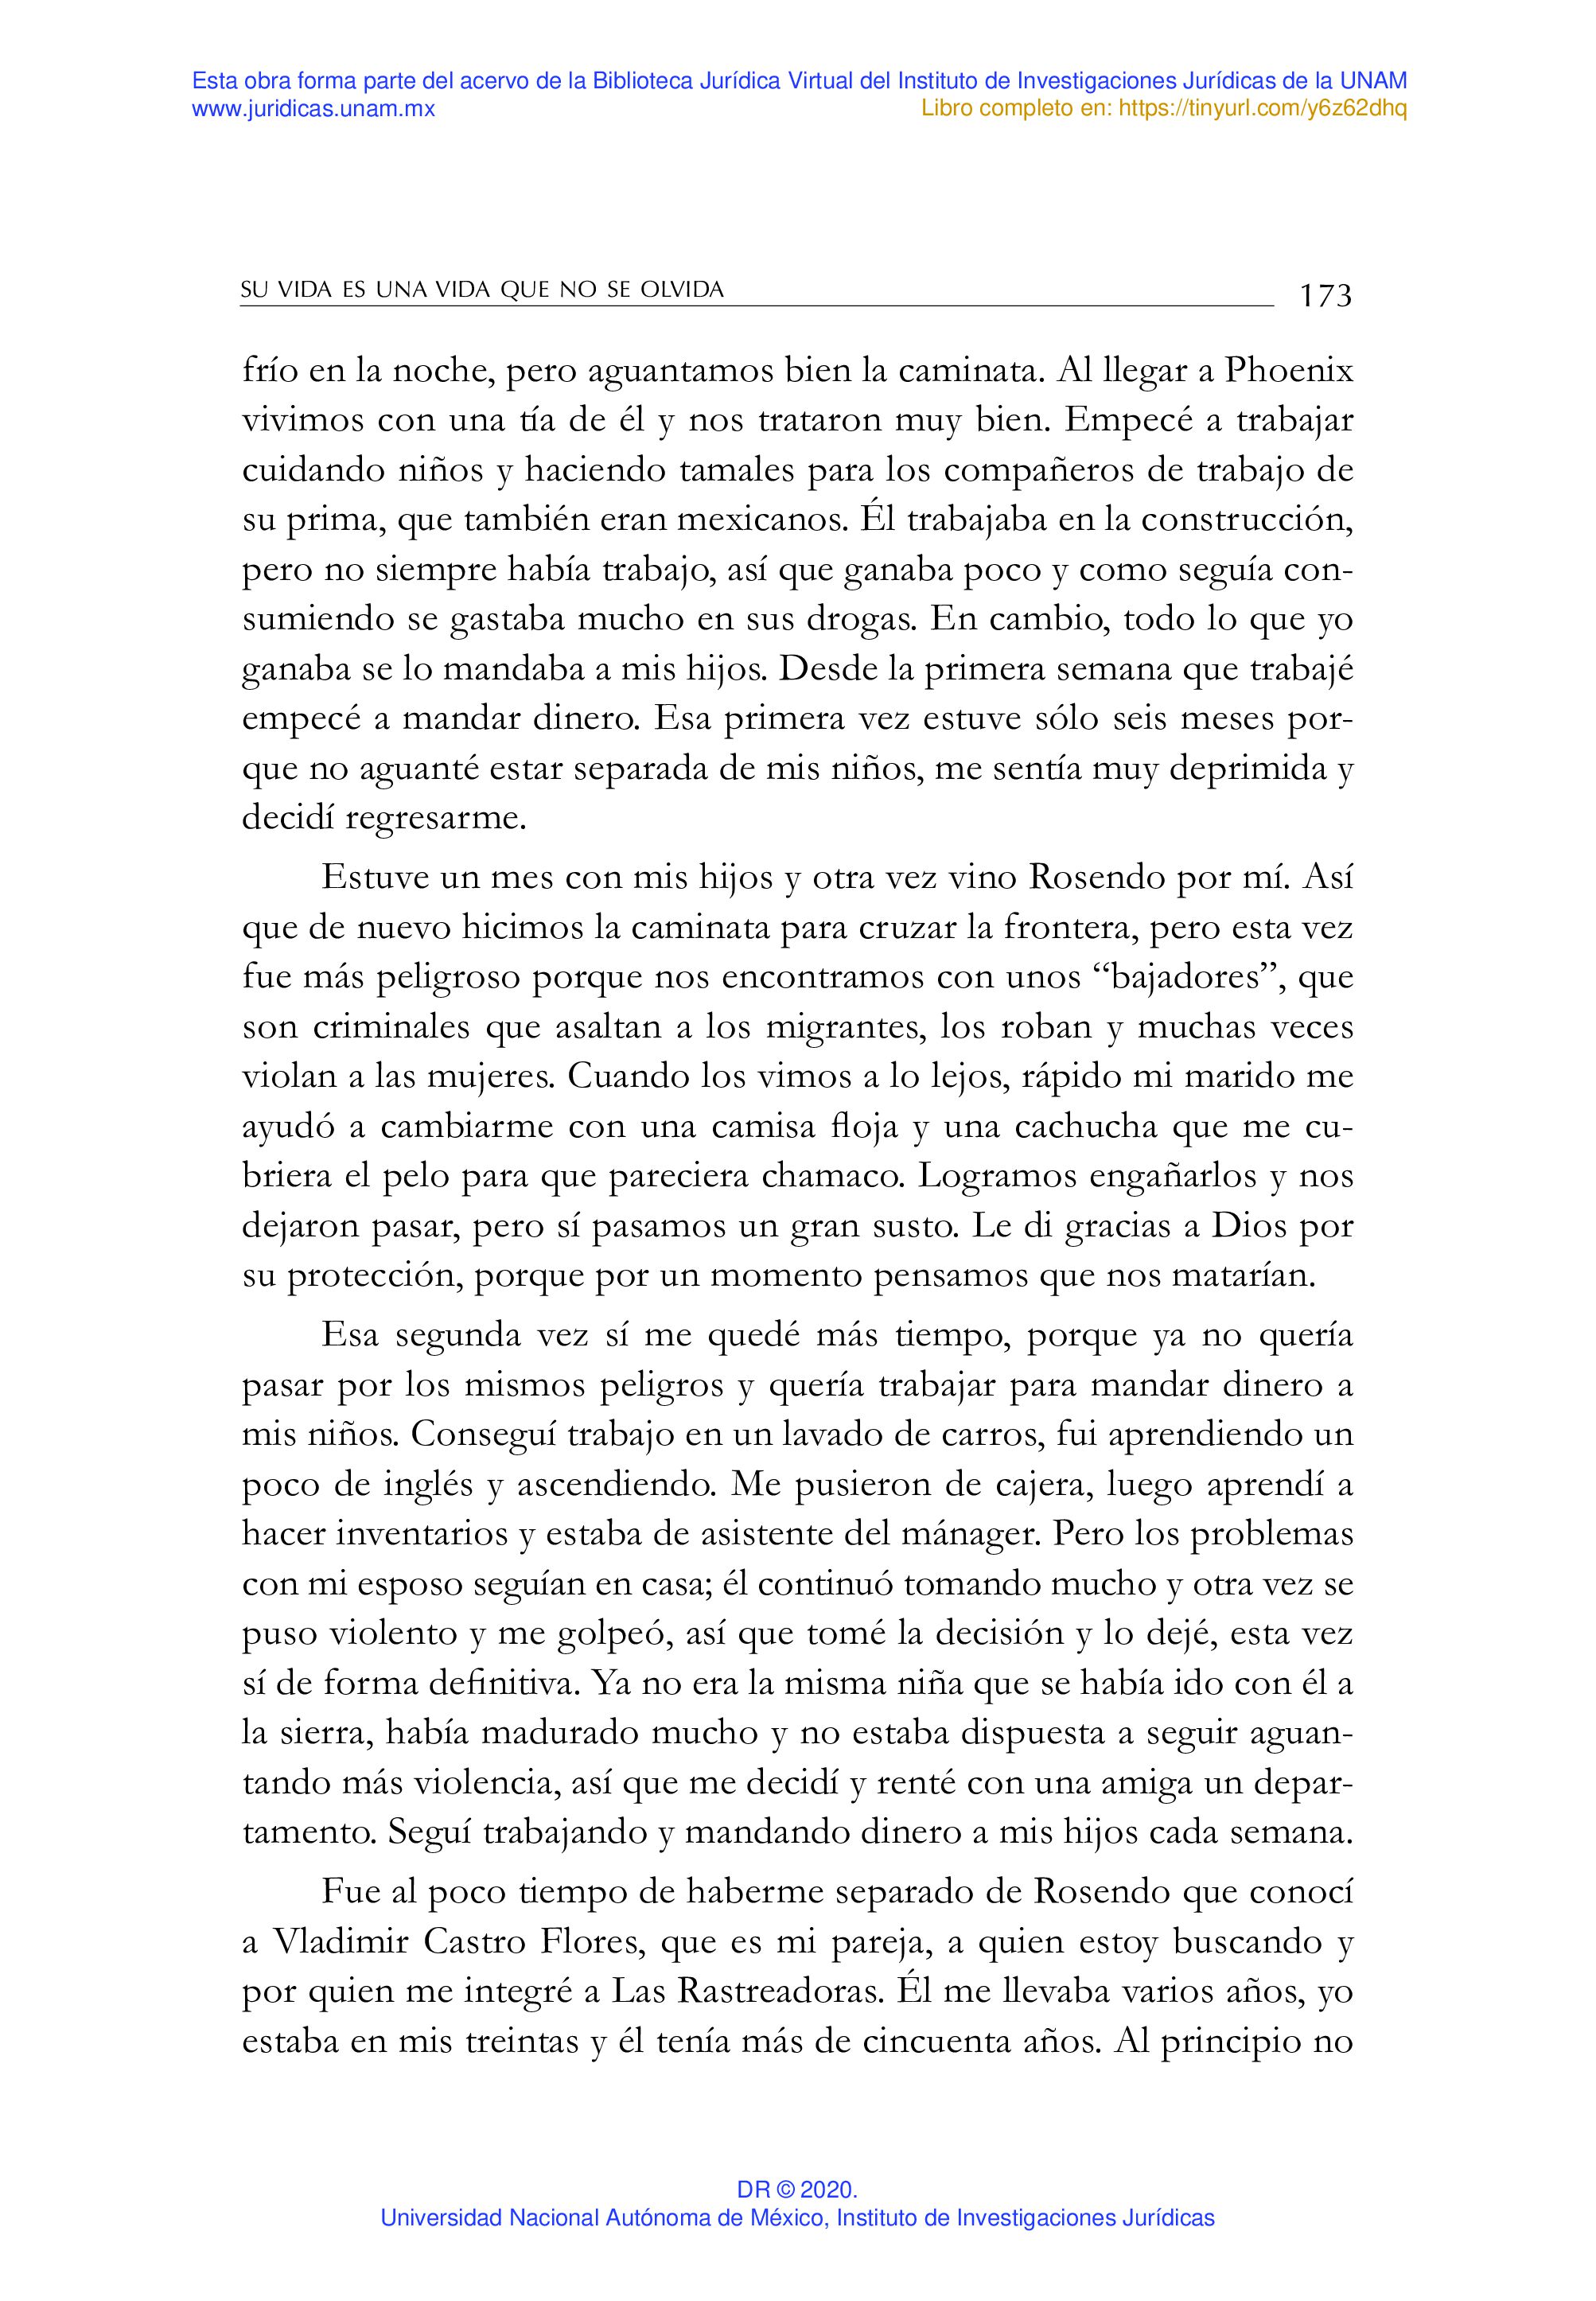 Esta obra forma parte del acervo de la Biblioteca Jurídica Virtual del Instituto de Investigaciones Jurídicas de la UNAM
www.juridicas.unam.mx
Libro completo en: https://tinyurl.com/y6z62dhq
SU VIDA ES UNA VIDA QUE NO SE OLVIDA
173
frío en la noche, pero aguantamos bien la caminata. Al llegar a Phoenix
vivimos con una tía de él y nos trataron muy bien. Empecé a trabajar
cuidando niños y haciendo tamales para los compañeros de trabajo de
su prima, que también eran mexicanos. Él trabajaba en la construcción,
pero no siempre había trabajo, así que ganaba poco y como seguía con-
sumiendo se gastaba mucho en sus drogas. En cambio, todo lo que yo
ganaba se lo mandaba a mis hijos. Desde la primera semana que trabajé
empecé a mandar dinero. Esa primera vez estuve sólo seis meses por-
que no aguanté estar separada de mis niños, me sentía muy deprimida y
decidí regresarme.
Estuve un mes con mis hijos y otra vez vino Rosendo por mí. Así
que de nuevo hicimos la caminata para cruzar la frontera, pero esta vez
fue más peligroso porque nos encontramos con unos “bajadores”, que
son criminales que asaltan a los migrantes, los roban y muchas veces
violan a las mujeres. Cuando los vimos a lo lejos, rápido mi marido me
ayudó a cambiarme con una camisa floja y una cachucha que me cu-
briera el pelo para que pareciera chamaco. Logramos engañarlos y nos
dejaron pasar, pero sí pasamos un gran susto. Le di gracias a Dios por
su protección, porque por un momento pensamos que nos matarían.
Esa segunda vez sí me quedé más tiempo, porque ya no quería
pasar por los mismos peligros y quería trabajar para mandar dinero a
mis niños. Conseguí trabajo en un lavado de carros, fui aprendiendo un
poco de inglés y ascendiendo. Me pusieron de cajera, luego aprendí a
hacer inventarios y estaba de asistente del mánager. Pero los problemas
con mi esposo seguían en casa; él continuó tomando mucho y otra vez se
puso violento y me golpeó, así que tomé la decisión y lo dejé, esta vez
sí de forma definitiva. Ya no era la misma niña que se había ido con él a
la sierra, había madurado mucho y no estaba dispuesta a seguir aguan-
tando más violencia, así que me decidí y renté con una amiga un depar-
tamento. Seguí trabajando y mandando dinero a mis hijos cada semana.
Fue al poco tiempo de haberme separado de Rosendo que conocí
a Vladimir Castro Flores, que es mi pareja, a quien estoy buscando y
por quien me integré a Las Rastreadoras. Él me llevaba varios años, yo
estaba en mis treintas y él tenía más de cincuenta años. Al principio no
DR © 2020.
Universidad Nacional Autónoma de México, Instituto de Investigaciones Jurídicas